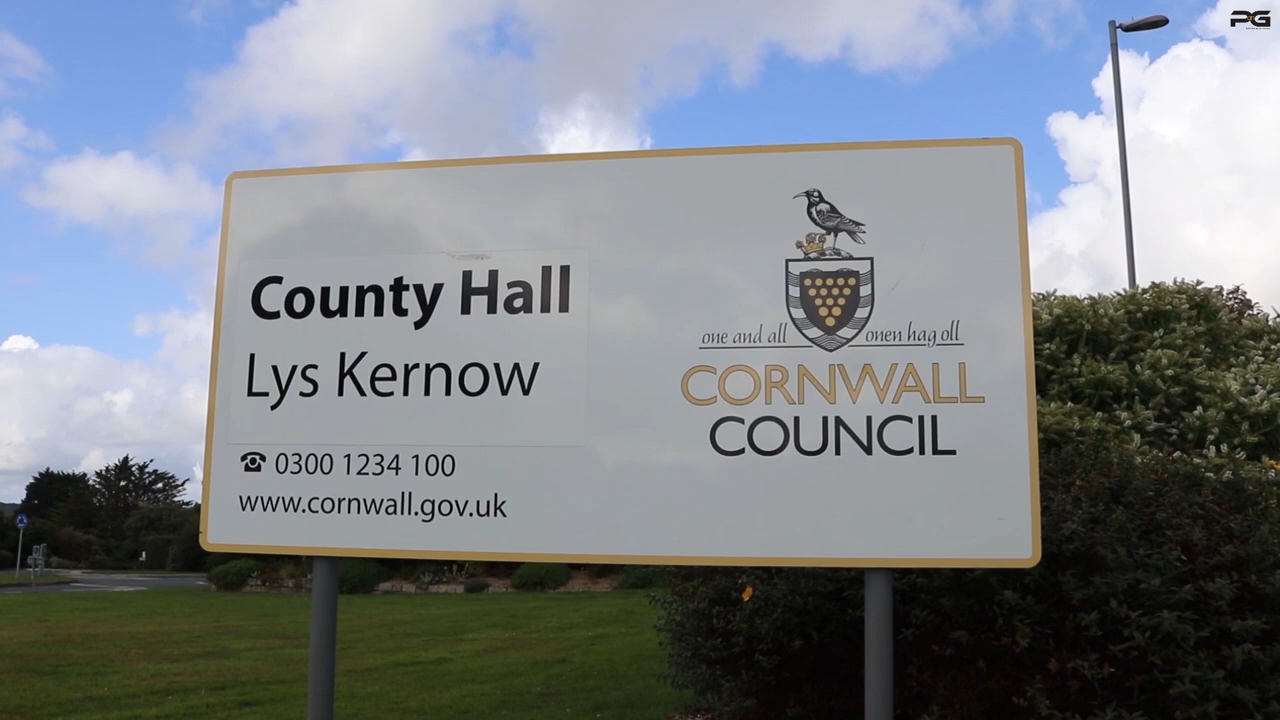 PG
County Hall
Lys Kernow
☎ 0300 1234 100
www.cornwall.gov.uk
one and all onen hag oll
CORNWALL
COUNCIL